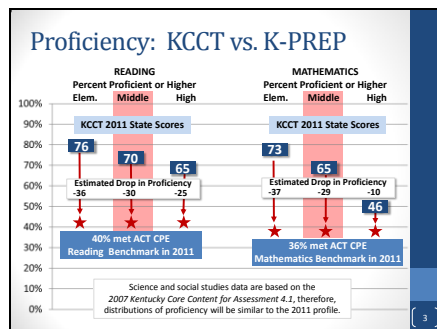 Proficiency: KCCT vs. K-PREP
READING
Percent Proficient or Higher
Elem. Middle High
MATHEMATICS
Percent Proficient or Higher
Elem. Middle High
100%
90%
80%
70%
60%
50%
40%
30%
20%
10%
0%
KCCT 2011 State Scores
76
70
65
Estimated Drop in Proficiency
-36 -30 -25
40% met ACT CPE
Reading Benchmark in 2011
KCCT 2011 State Scores
73
65
46
Estimated Drop in Proficiency
-37 -29 -10
36% met ACT CPE
Mathematics Benchmark in 2011
Science and social studies data are based on the
2007 Kentucky Core Content for Assessment 4.1, therefore,
distributions of proficiency will be similar to the 2011 profile.
3